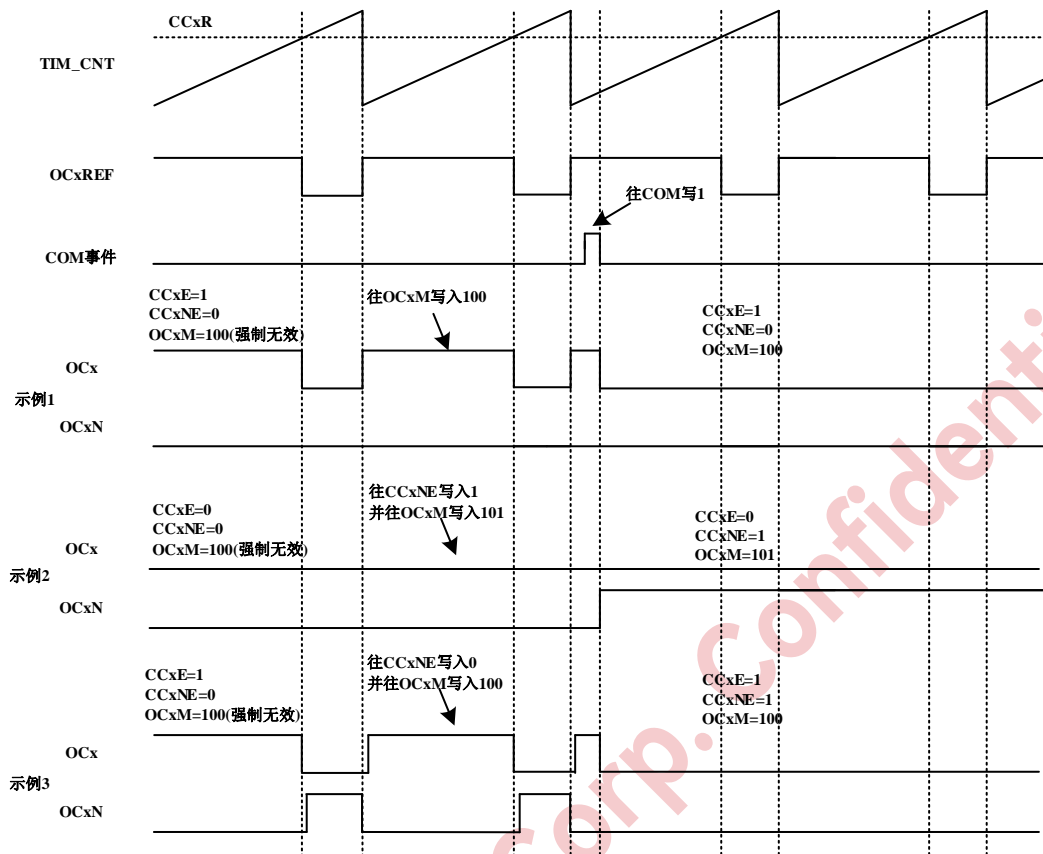 CCxR
TIM_CNT
OCxREF
往COM写1
COM事件
CCxE=1
CCxNE=0
OCxM=100(强制无效)
往OCxM写入100
CCxE=1
CCxNE=0
OCxM=100
OCx
示例1
OCxN
CCxE=0
CCxNE=0
OCxM=100(强制无效)
往CCxNE写入1
并往OCxM写入101
CCxE=0
CCxNE=1
OCxM=101
OCx
示例2
OCxN
CCxE=1
CCxNE=0
OCxM=100(强制无效)
往CCxNE写入0
并往OCxM写入100
CCxE=1
CCxNE=1
OCxM=100
OCx
示例3
OCxN
Corp. Confidenti